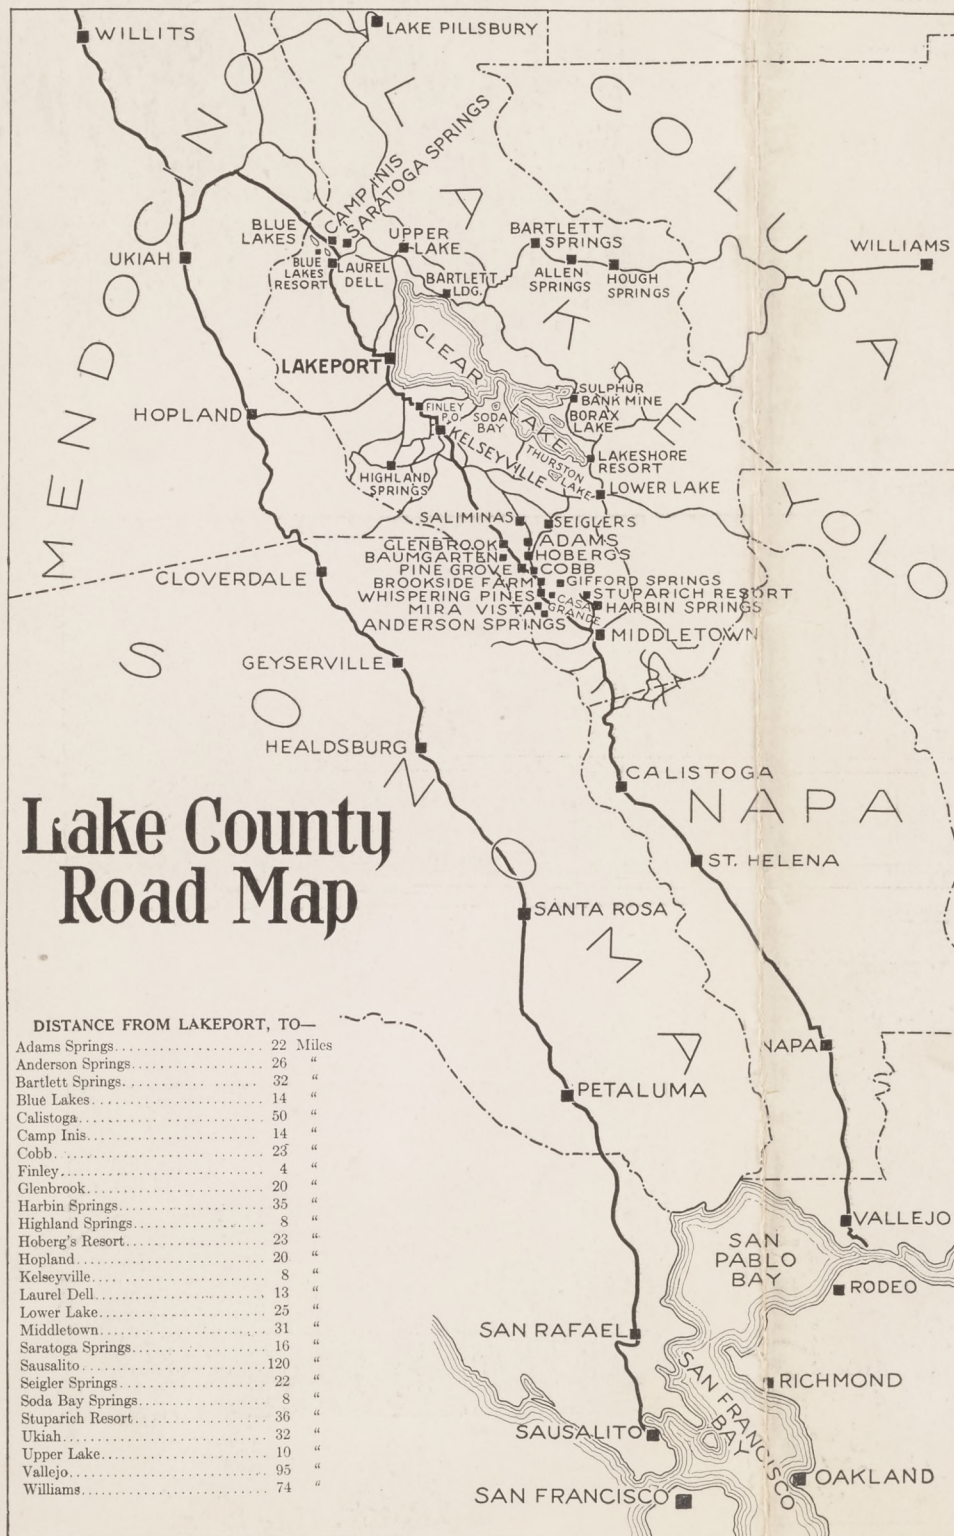 WILLITS
LAKE PILLSBURY
MENDOCINO
LAKE
COLUSA
CAMP INIS
SARATOGA SPRINGS
BLUE
LAKES
UKIAH
BLUE
LAKES
RESORT
LAUREL
DELL
UPPER
LAKE
BARTLETT
SPRINGS
ALLEN
SPRINGS
HOUGH
SPRINGS
WILLIAMS
BARTLETT
LDG.
CLEAR
LAKE
LAKEPORT
HOPLAND
FINLEY
P.O.
SODA
BAY
SULPHUR
BANK MINE
BORAX
LAKE
KELSEYVILLE
THURSTON
LAKE
LAKESHORE
RESORT
HIGHLAND
SPRINGS
LOWER LAKE
YOLO
SALIMINAS
SEIGLERS
GLENBROOK
ADAMS
BAUMGARTEN
HOBERG'S
PINE GROVE
COBB
CLOVERDALE
BROOKSIDE FARM
GIFFORD SPRINGS
WHISPERING PINES
STUPARICH RESORT
CASA
GRANDE
MIRA VISTA
HARBIN SPRINGS
ANDERSON SPRINGS
MIDDLETOWN
SONOMA
GEYSERVILLE
HEALDSBURG
CALISTOGA
NAPA
Lake County
Road Map
ST. HELENA
SANTA ROSA
NAPA
PETALUMA
VALLEJO
SAN
PABLO
BAY
RODEO
SAN RAFAEL
RICHMOND
SAN FRANCISCO
BAY
SAUSALITO
OAKLAND
SAN FRANCISCO
DISTANCE FROM LAKEPORT, TO—
Adams Springs........................ 22 Miles
Anderson Springs.................. 26 "
Bartlett Springs.................... 32 "
Blue Lakes............................ 14 "
Calistoga.............................. 50 "
Camp Inis............................. 14 "
Cobb..................................... 23 "
Finley.................................... 4 "
Glenbrook............................. 20 "
Harbin Springs...................... 35 "
Highland Springs................... 8 "
Hoberg's Resort.................... 23 "
Hopland................................ 20 "
Kelseyville............................ 8 "
Laurel Dell............................ 13 "
Lower Lake........................... 25 "
Middletown........................... 31 "
Saratoga Springs.................. 16 "
Sausalito.............................. 120 "
Seigler Springs..................... 22 "
Soda Bay Springs.................. 8 "
Stuparich Resort................... 36 "
Ukiah.................................... 32 "
Upper Lake........................... 10 "
Vallejo................................... 95 "
Williams................................ 74 "